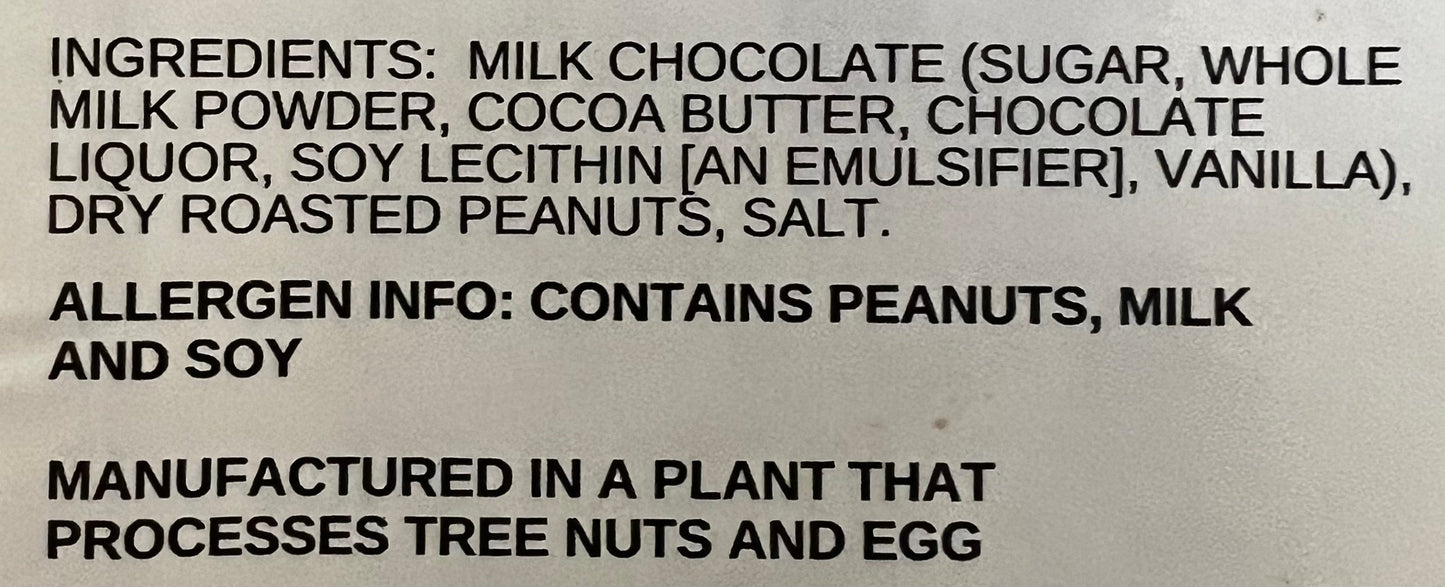 INGREDIENTS: MILK CHOCOLATE (SUGAR, WHOLE
MILK POWDER, COCOA BUTTER, CHOCOLATE
LIQUOR, SOY LECITHIN [AN EMULSIFIER], VANILLA),
DRY ROASTED PEANUTS, SALT.
ALLERGEN INFO: CONTAINS PEANUTS, MILK
AND SOY
MANUFACTURED IN A PLANT THAT
PROCESSES TREE NUTS AND EGG